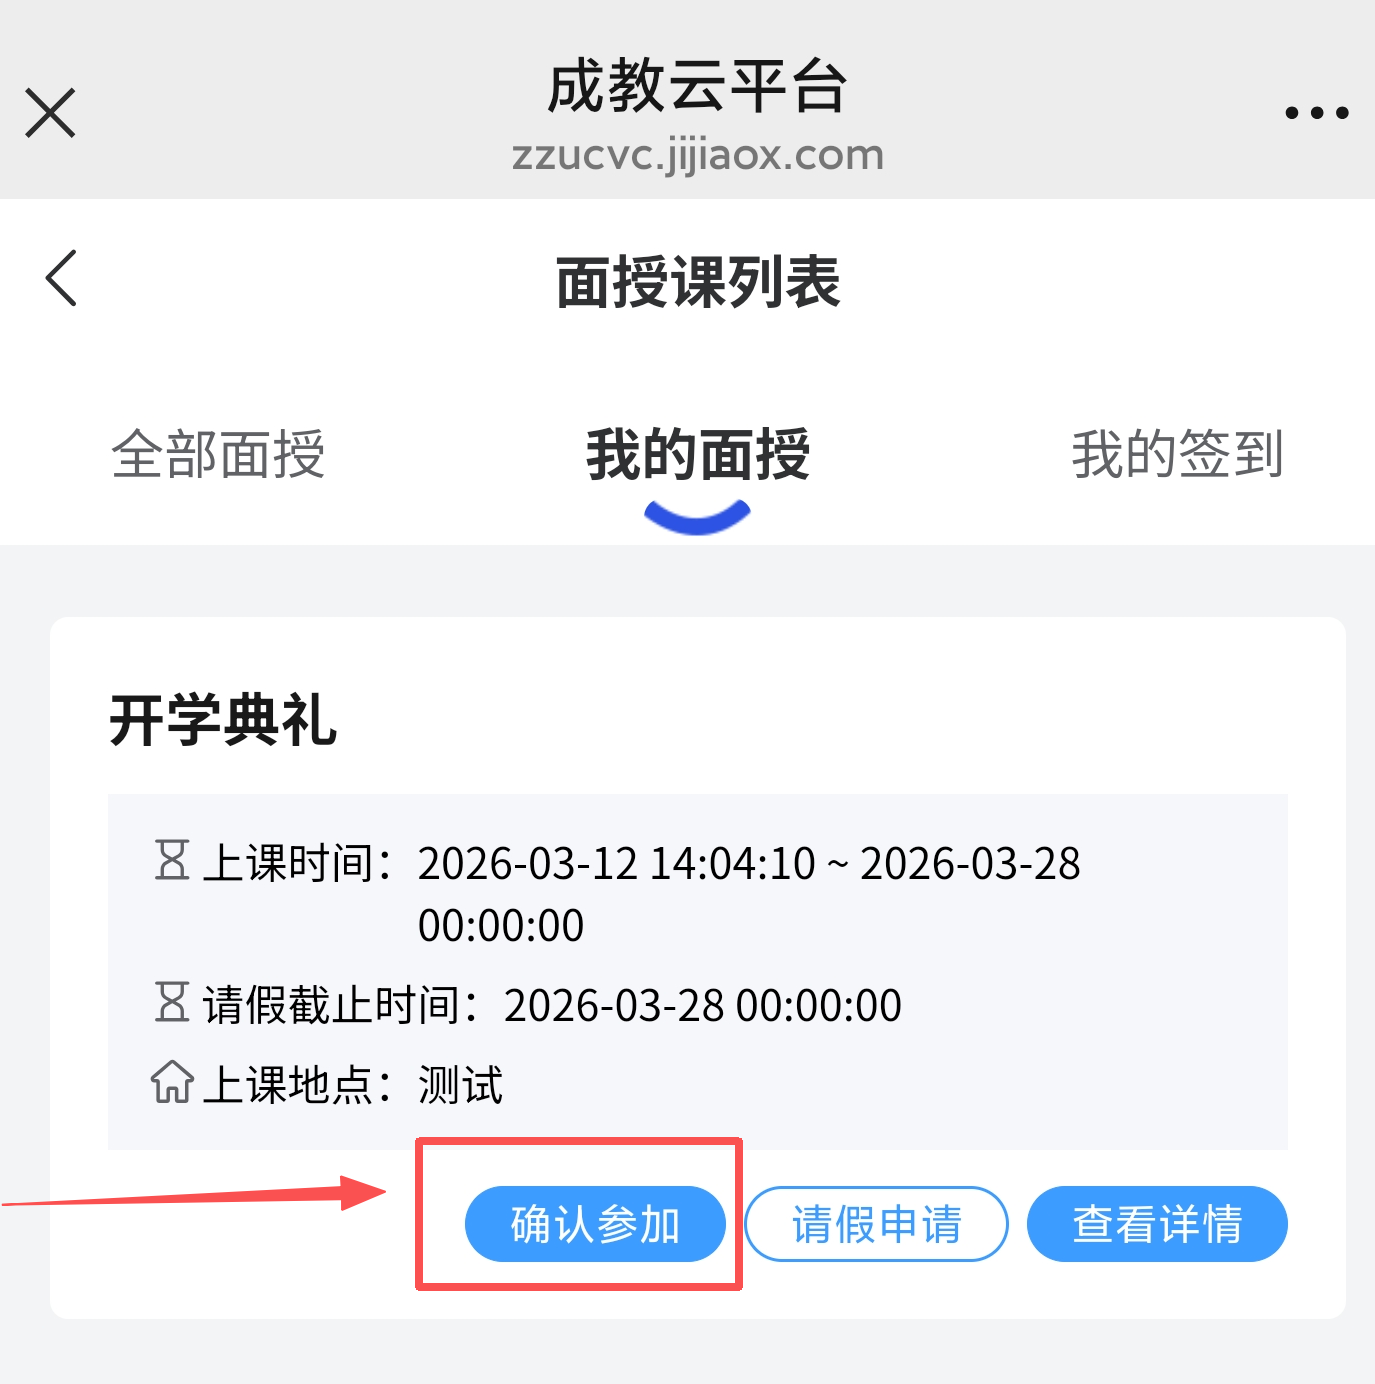 成教云平台
zzucvc.jijiaox.com
面授课列表
全部面授 我的面授 我的签到
开学典礼
上课时间：2026-03-12 14:04:10 ~ 2026-03-28
00:00:00
请假截止时间：2026-03-28 00:00:00
上课地点：测试
确认参加 请假申请 查看详情